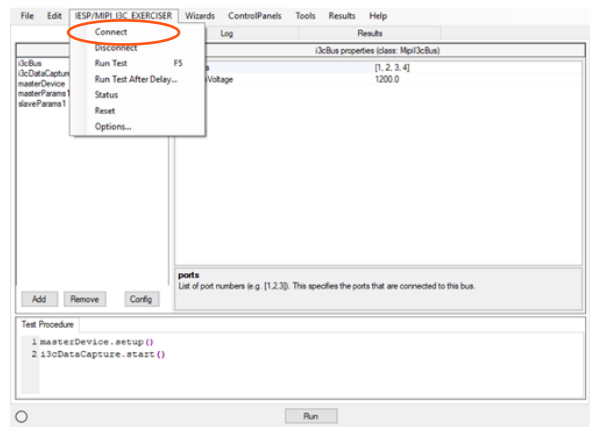 File Edit IESP/MIPI I3C EXERCISER Wizards ControlPanels Tools Results Help
Connect
Log
Results
Disconnect
i3cBus properties (class: MipiI3cBus)
i3cBus
Run Test F5
[1, 2, 3, 4]
i3cDataCapture
Run Test After Delay...
Voltage
1200.0
masterDevice
masterParams1
Status
slaveParams1
Reset
Options...
ports
List of port numbers (e.g. [1,2,3]). This specifies the ports that are connected to this bus.
Add Remove Config
Test Procedure
1 masterDevice.setup()
2 i3cDataCapture.start()
Run